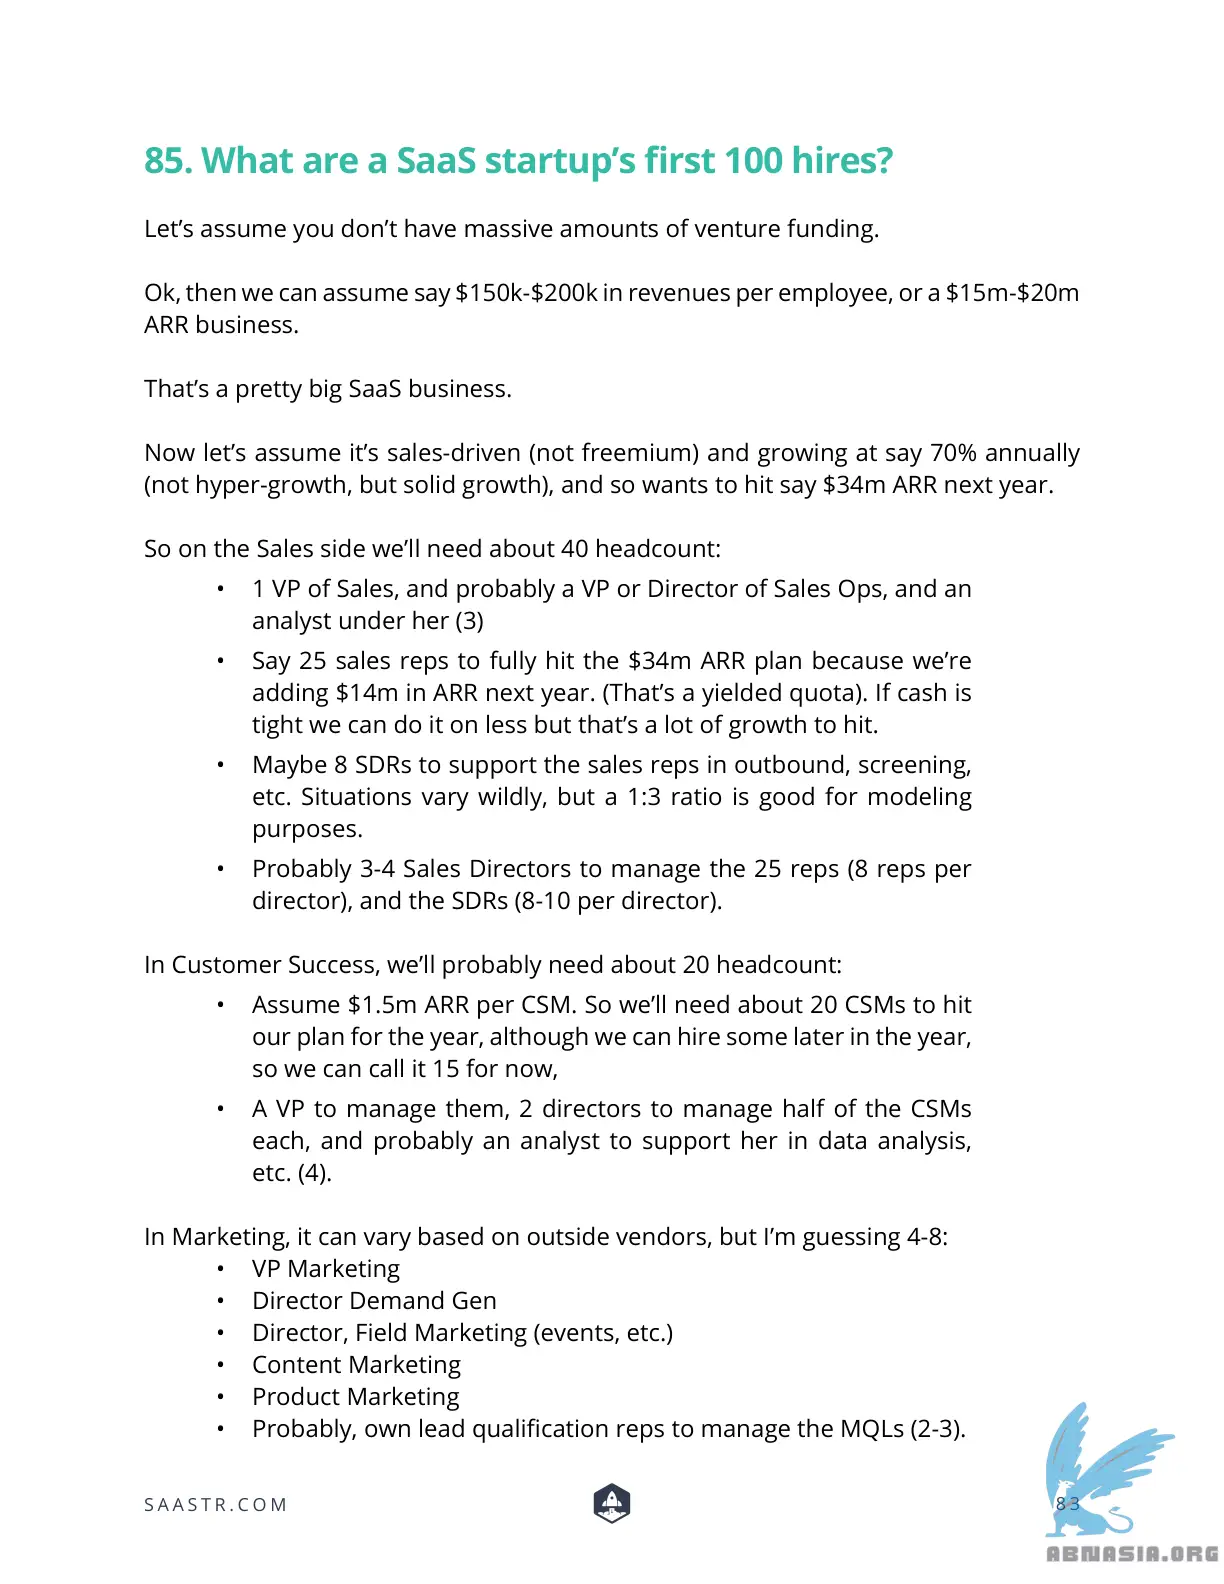 85. What are a SaaS startup’s first 100 hires?
Let’s assume you don’t have massive amounts of venture funding.
Ok, then we can assume say $150k-$200k in revenues per employee, or a $15m-$20m
ARR business.
That’s a pretty big SaaS business.
Now let’s assume it’s sales-driven (not freemium) and growing at say 70% annually
(not hyper-growth, but solid growth), and so wants to hit say $34m ARR next year.
So on the Sales side we’ll need about 40 headcount:
• 1 VP of Sales, and probably a VP or Director of Sales Ops, and an
analyst under her (3)
• Say 25 sales reps to fully hit the $34m ARR plan because we’re
adding $14m in ARR next year. (That’s a yielded quota). If cash is
tight we can do it on less but that’s a lot of growth to hit.
• Maybe 8 SDRs to support the sales reps in outbound, screening,
etc. Situations vary wildly, but a 1:3 ratio is good for modeling
purposes.
• Probably 3-4 Sales Directors to manage the 25 reps (8 reps per
director), and the SDRs (8-10 per director).
In Customer Success, we’ll probably need about 20 headcount:
• Assume $1.5m ARR per CSM. So we’ll need about 20 CSMs to hit
our plan for the year, although we can hire some later in the year,
so we can call it 15 for now,
• A VP to manage them, 2 directors to manage half of the CSMs
each, and probably an analyst to support her in data analysis,
etc. (4).
In Marketing, it can vary based on outside vendors, but I’m guessing 4-8:
• VP Marketing
• Director Demand Gen
• Director, Field Marketing (events, etc.)
• Content Marketing
• Product Marketing
• Probably, own lead qualification reps to manage the MQLs (2-3).
SAASTR.COM
83
ABNASIA.ORG